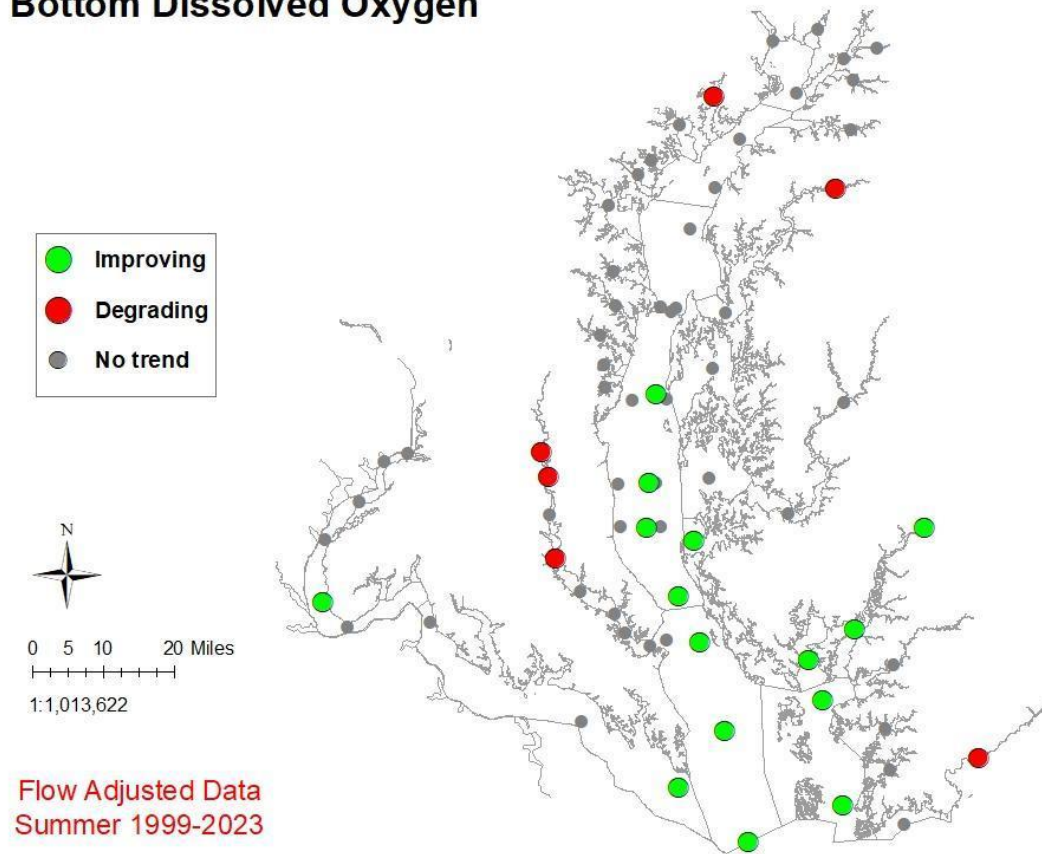 Bottom Dissolved Oxygen
Improving
Degrading
No trend
N
0 5 10 20 Miles
1:1,013,622
Flow Adjusted Data
Summer 1999-2023